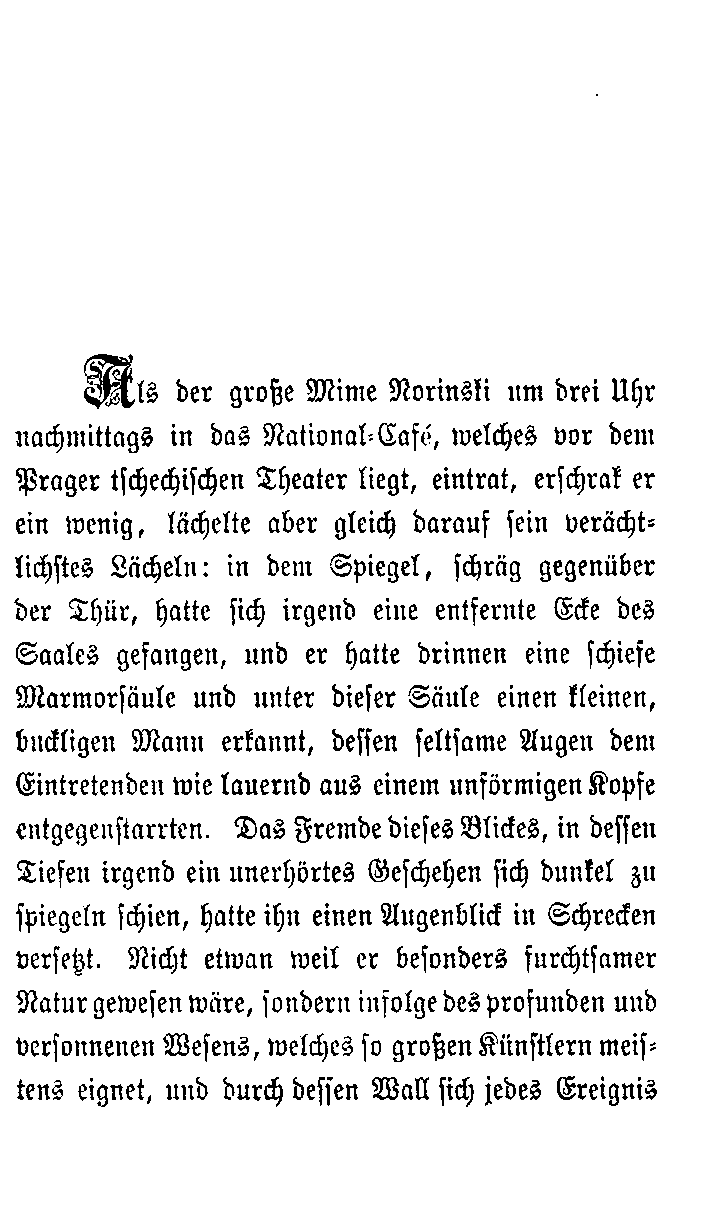 Als der große Mime Norinski um drei Uhr
nachmittags in das National-Café, welches vor dem
Prager tschechischen Theater liegt, eintrat, erschrak er
ein wenig, lächelte aber gleich darauf sein verächt-
lichstes Lächeln: in dem Spiegel, schräg gegenüber
der Thür, hatte sich irgend eine entfernte Ecke des
Saales gefangen, und er hatte drinnen eine schiefe
Marmorsäule und unter dieser Säule einen kleinen,
buckligen Mann erkannt, dessen seltsame Augen dem
Eintretenden wie lauernd aus einem unförmigen Kopfe
entgegenstarrten. Das Fremde dieses Blickes, in dessen
Tiefen irgend ein unerhörtes Geschehen sich dunkel zu
spiegeln schien, hatte ihn einen Augenblick in Schrecken
versetzt. Nicht etwan weil er besonders furchtsamer
Natur gewesen wäre, sondern infolge des profunden und
versonnenen Wesens, welches so großen Künstlern meis-
tens eignet, und durch dessen Wall sich jedes Ereignis